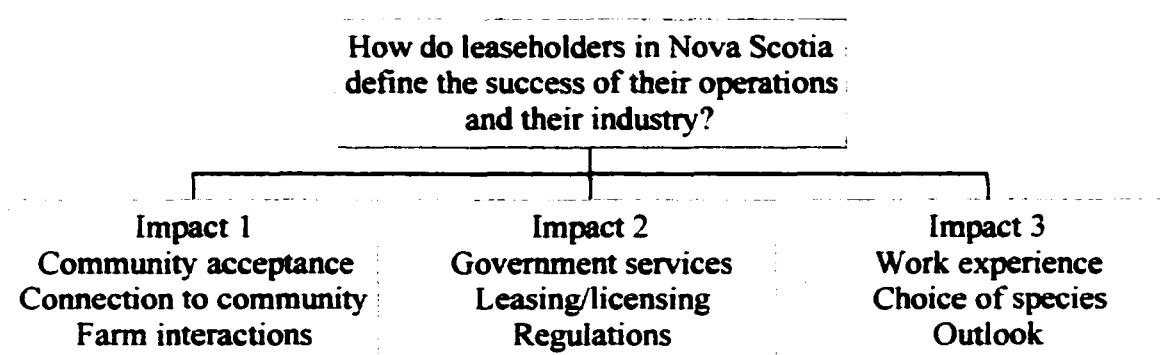 How do leaseholders in Nova Scotia
define the success of their operations
and their industry?
Impact 1
Community acceptance
Connection to community
Farm interactions
Impact 2
Government services
Leasing/licensing
Regulations
Impact 3
Work experience
Choice of species
Outlook